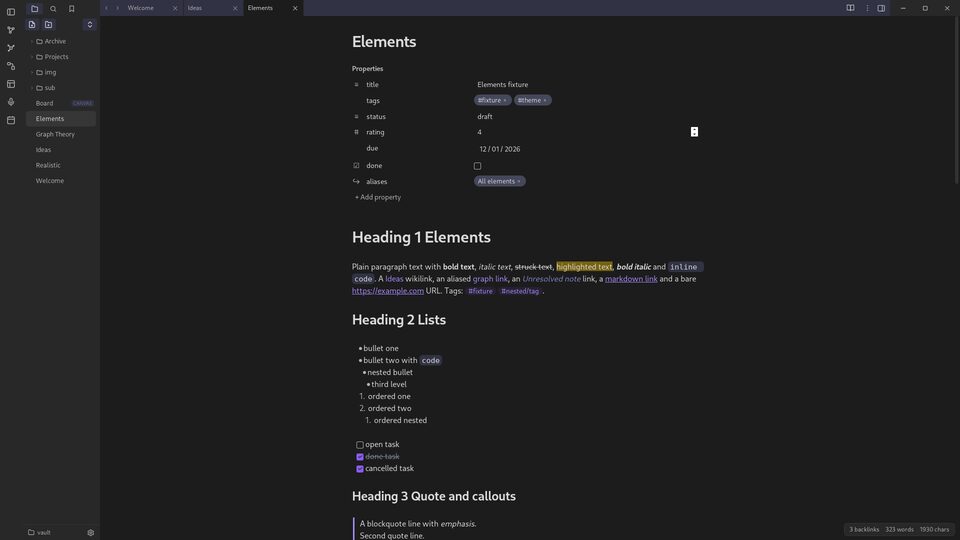 Welcome
Ideas
Elements
Archive
Projects
img
sub
Board
CANVAS
Elements
Graph Theory
Ideas
Realistic
Welcome
vault
Elements
Properties
title Elements fixture
tags #fixture × #theme ×
status draft
rating 4
due 12 / 01 / 2026
done
aliases All elements ×
+ Add property
Heading 1 Elements
Plain paragraph text with bold text, italic text, struck text, highlighted text, bold italic and inline
code. A Ideas wikilink, an aliased graph link, an Unresolved note link, a markdown link and a bare
https://example.com URL. Tags: #fixture #nested/tag .
Heading 2 Lists
bullet one
bullet two with code
nested bullet
third level
1. ordered one
2. ordered two
1. ordered nested
open task
done task
cancelled task
Heading 3 Quote and callouts
A blockquote line with emphasis.
Second quote line.
3 backlinks 323 words 1930 chars